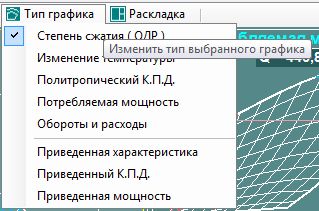 Тип графика Раскладка
Степень сжатия ( ОДР )
Изменить тип выбранного графика
Изменение температуры
Политропический К.П.Д.
Потребляемая мощность
Обороты и расходы
Приведенная характеристика
Приведенный К.П.Д.
Приведенная мощность